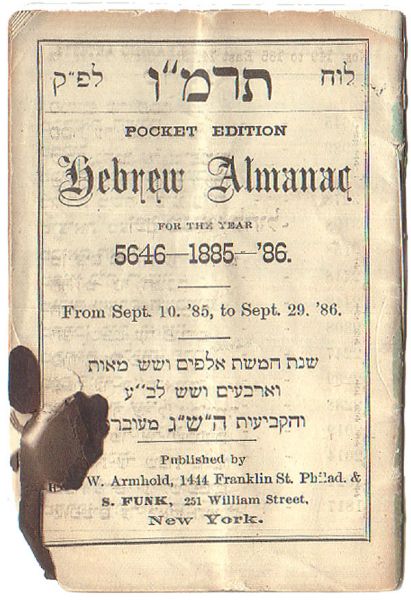 לוח תרמ"ו לפ"ק
POCKET EDITION
Hebrew Almanac
FOR THE YEAR
5646—1885—'86.
From Sept. 10. '85, to Sept. 29. '86.
שנת חמשת אלפים ושש מאות
וארבעים ושש לב''ע
והקביעות ה"ש"ג מעוברת
Published by
W. Armhold, 1444 Franklin St. Philad. &
S. FUNK, 251 William Street,
New York.